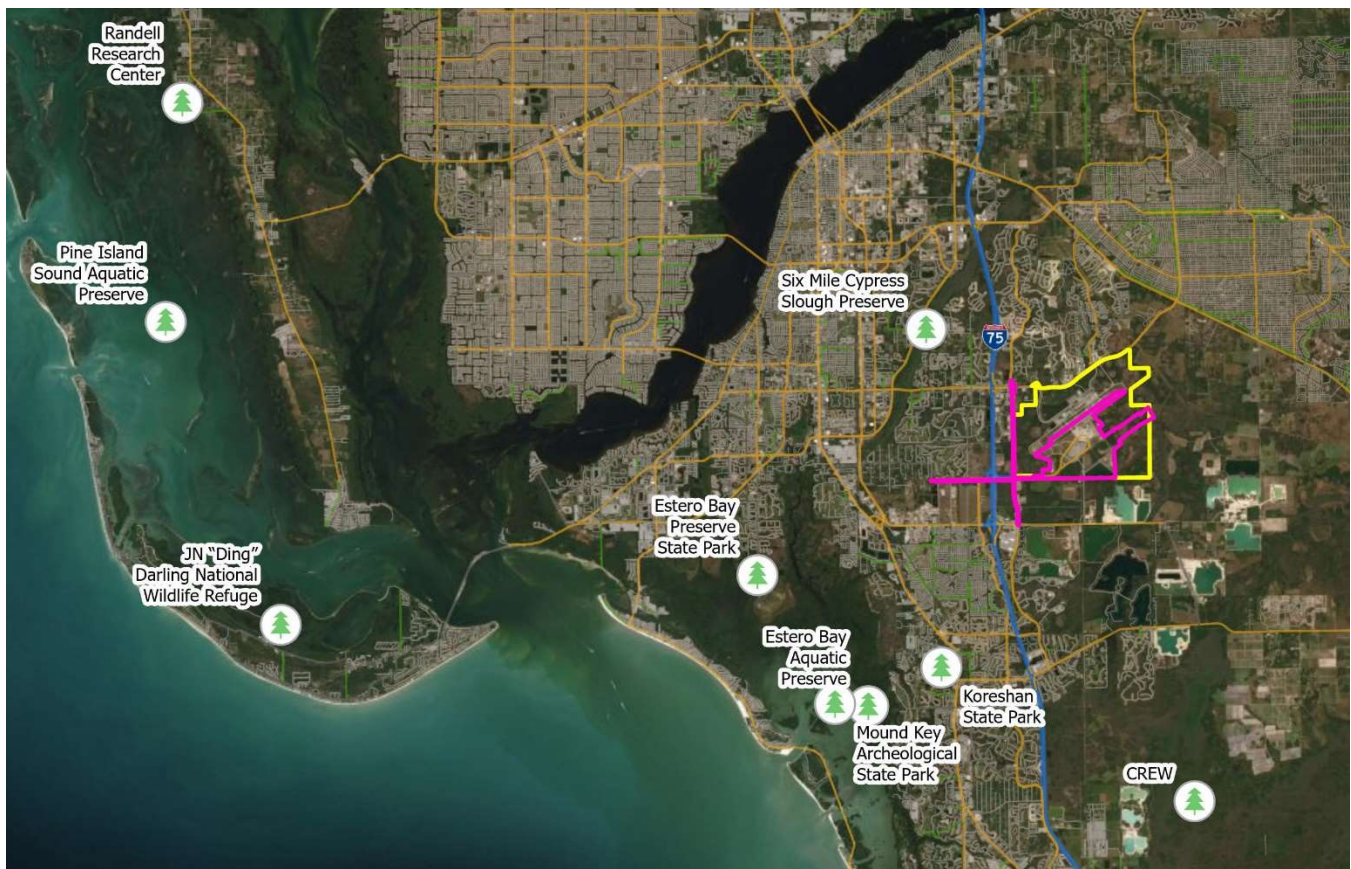 Randell
Research
Center
Pine Island
Sound Aquatic
Preserve
Six Mile Cypress
Slough Preserve
75
Estero Bay
Preserve
State Park
JN “Ding”
Darling National
Wildlife Refuge
Estero Bay
Aquatic
Preserve
Koreshan
State Park
Mound Key
Archeological
State Park
CREW